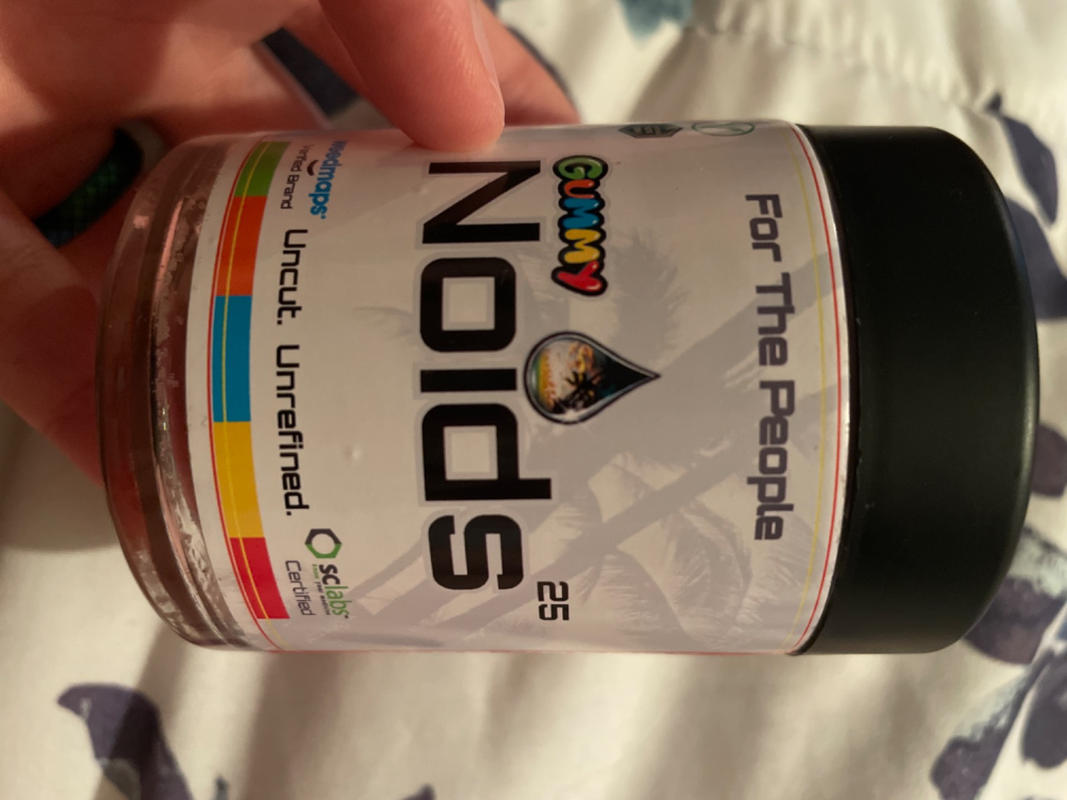 For The People
GUMMY
NOIDS 25
Uncut. Unrefined.
weedmaps
Verified Brand
sclabs
Certified